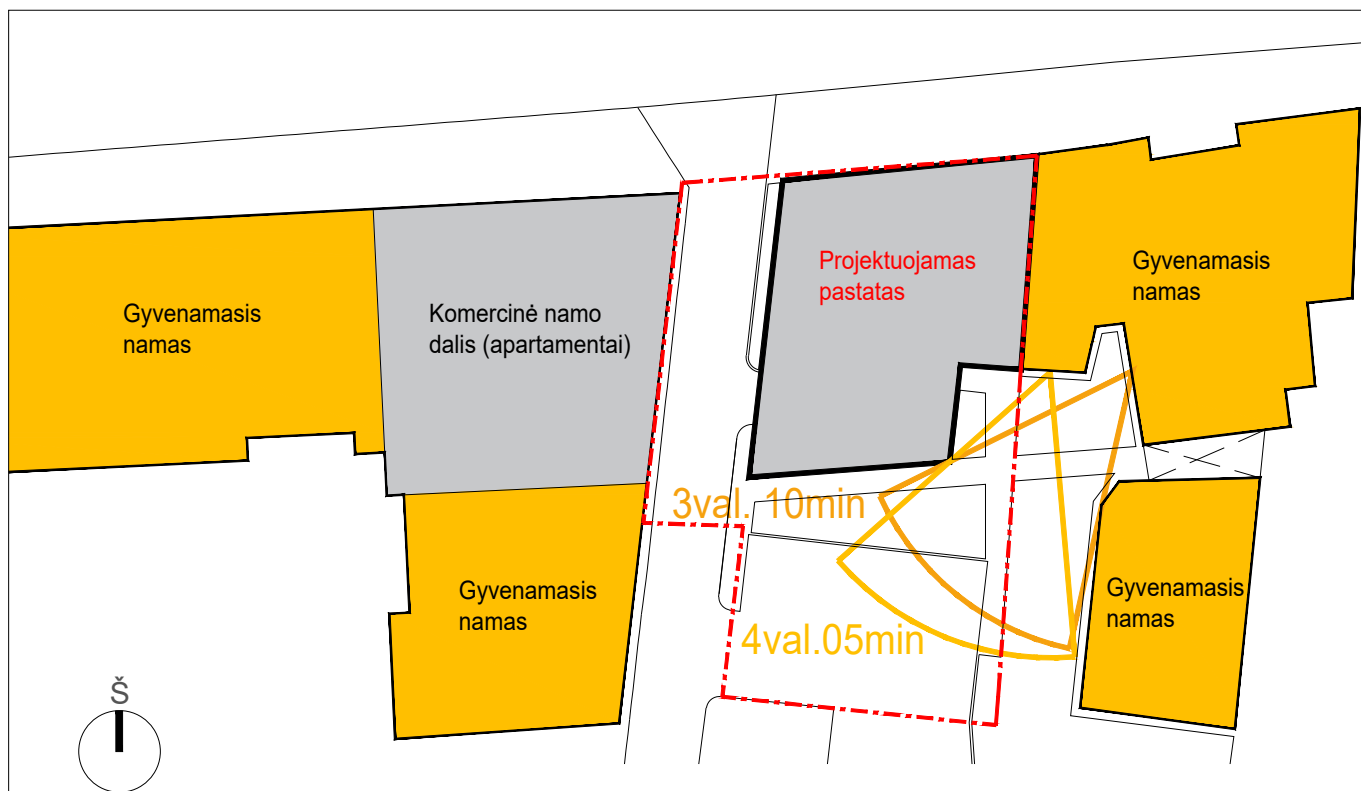 Projektuojamas
pastatas
Gyvenamasis
namas
Gyvenamasis
namas
Komercinė namo
dalis (apartamentai)
3val. 10min
Gyvenamasis
namas
Gyvenamasis
namas
4val.05min
Š